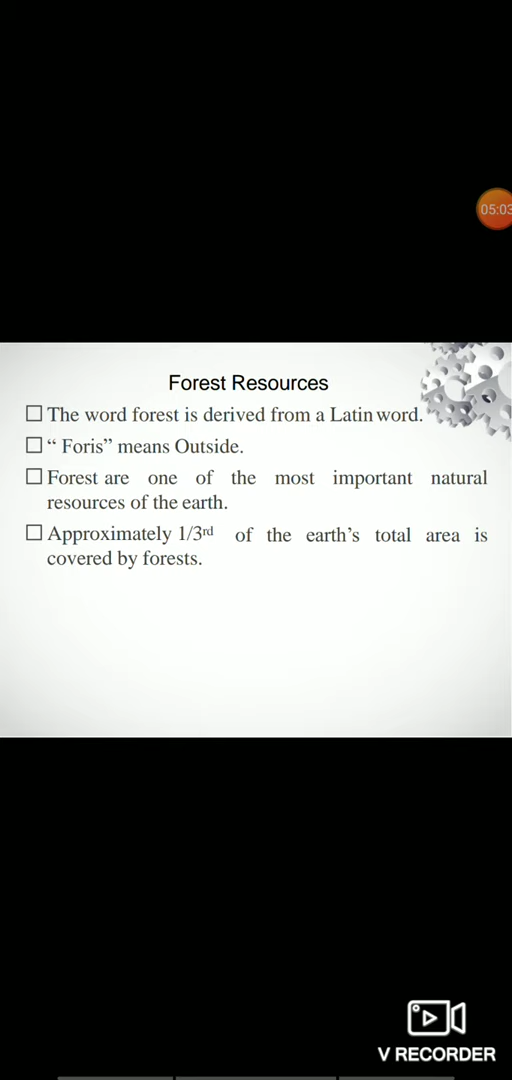 05:03
Forest Resources
☐ The word forest is derived from a Latin word.
☐ “ Foris” means Outside.
☐ Forest are one of the most important natural
resources of the earth.
☐ Approximately 1/3rd of the earth’s total area is
covered by forests.
V RECORDER